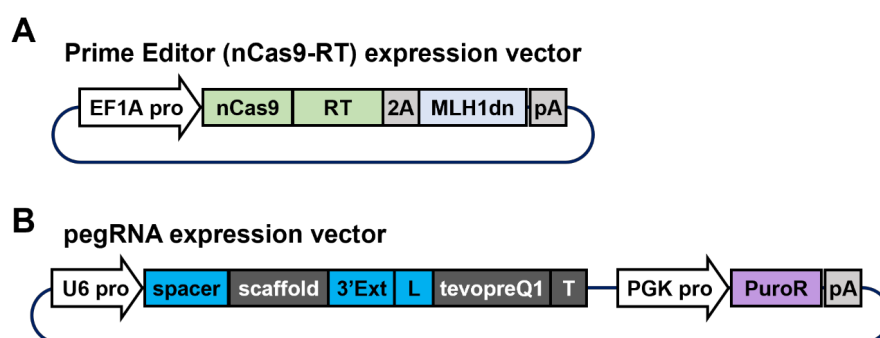 A
Prime Editor (nCas9-RT) expression vector
EF1A pro nCas9 RT 2A MLH1dn pA
B
pegRNA expression vector
U6 pro spacer scaffold 3'Ext L tevopreQ1 T PGK pro PuroR pA